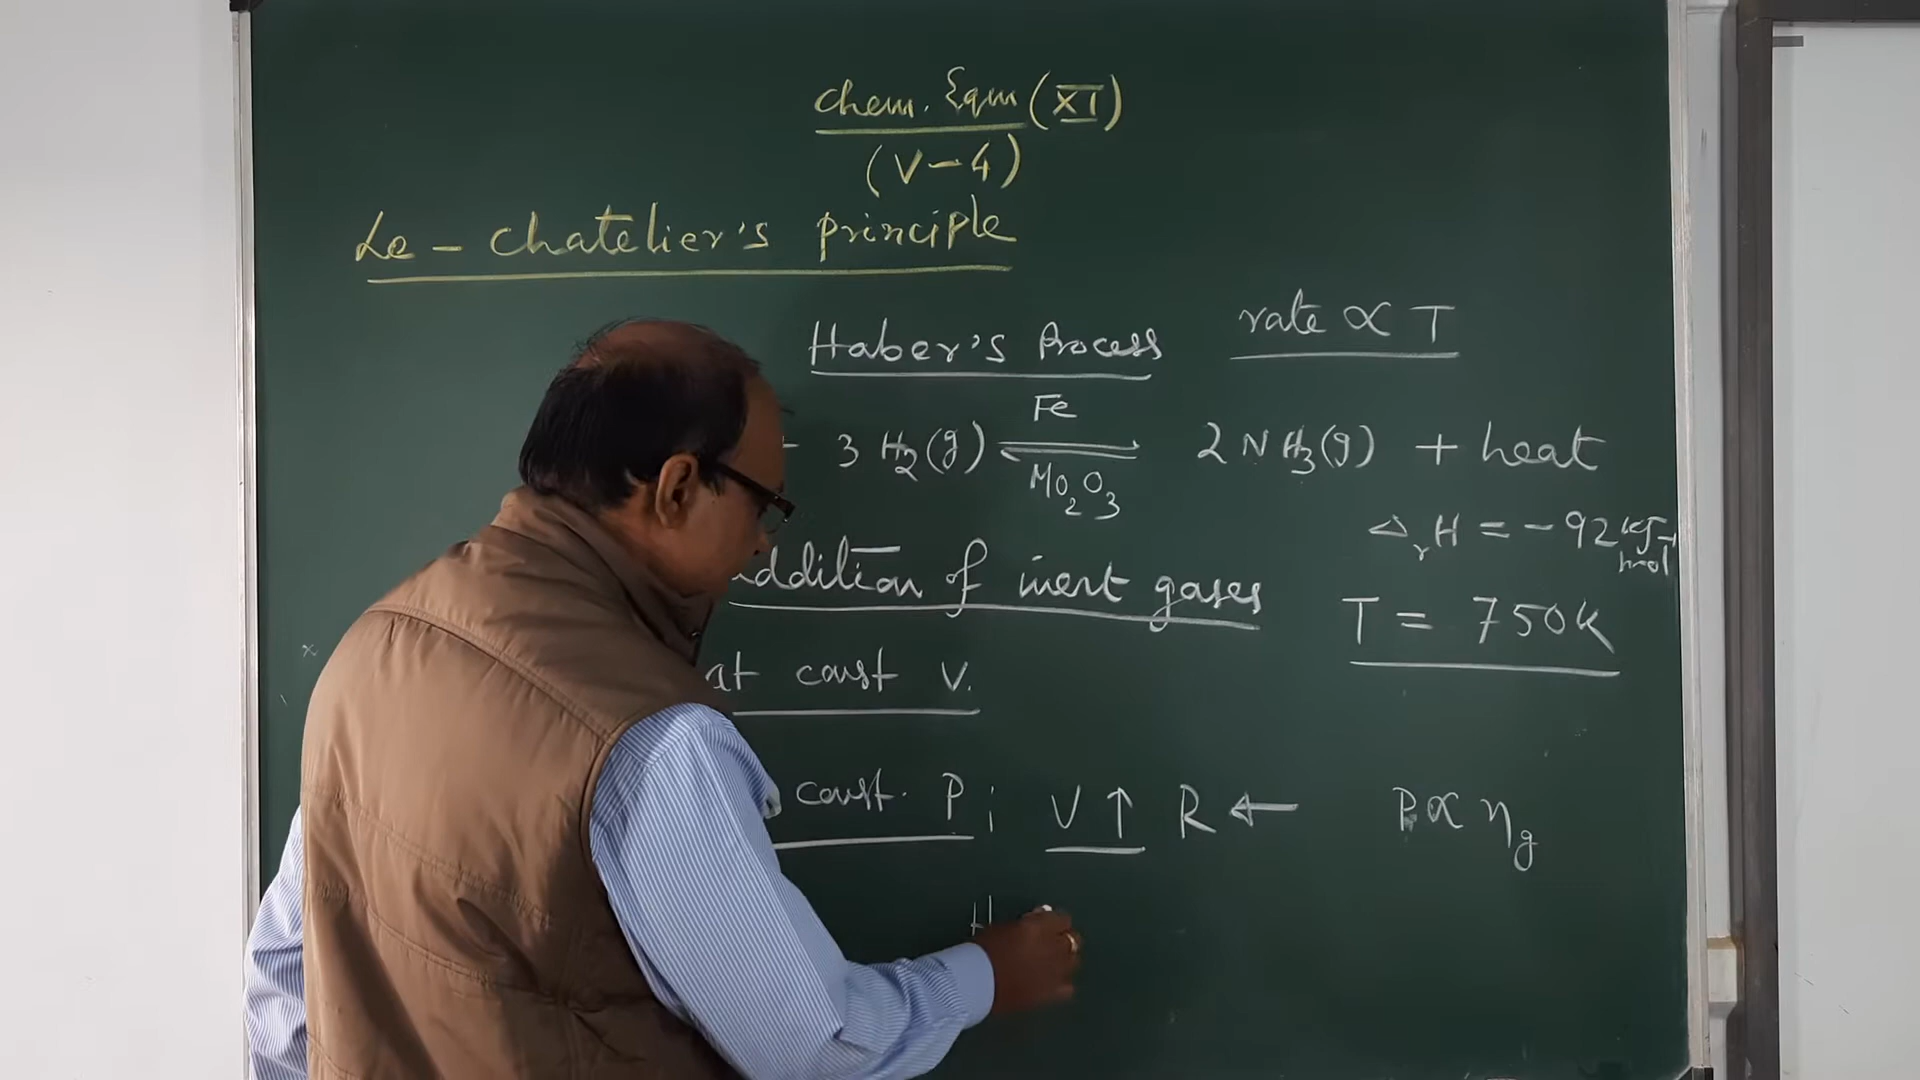 Chem. Eqm (XI)
(V-4)
Le - Chatelier's principle
Haber's Process
rate ∝ T
Fe
+ 3 H₂(g) ⇌ 2 NH₃(g) + heat
Mo₂O₃
ΔᵣH = -92 kJ mol⁻¹
addition of inert gases
T = 750K
at const V.
const. P ; V↑ R ← P ∝ ng
H